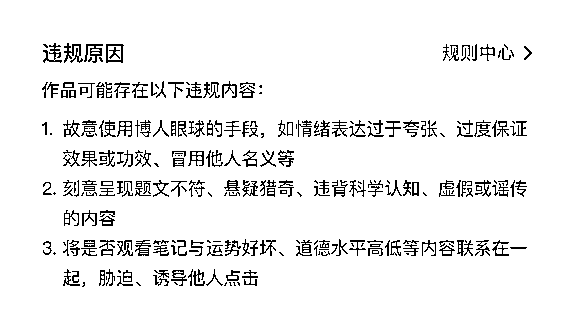 违规原因
规则中心 >
作品可能存在以下违规内容：
1. 故意使用博人眼球的手段，如情绪表达过于夸张、过度保证
效果或功效、冒用他人名义等
2. 刻意呈现题文不符、悬疑猎奇、违背科学认知、虚假或谣传
的内容
3. 将是否观看笔记与运势好坏、道德水平高低等内容联系在一
起，胁迫、诱导他人点击